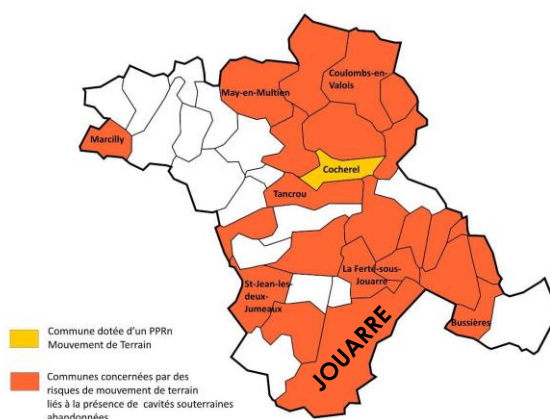 May-en-Multien
Coulombs-en-
Valois
Marcilly
Cocherel
Tancrou
La Ferté-sous-
Jouarre
St-Jean-les-
deux-
Jumeaux
Bussières
JOUARRE
Commune dotée d'un PPRn
Mouvement de Terrain
Communes concernées par des
risques de mouvement de terrain
liés à la présence de cavités souterraines
abandonnées